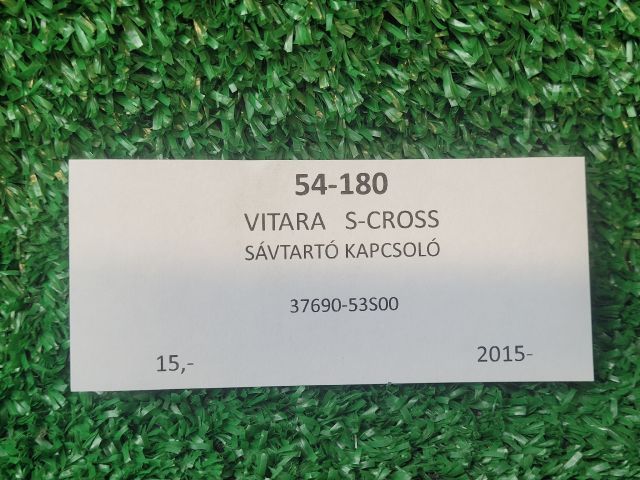 54-180
VITARA S-CROSS
SÁVTARTÓ KAPCSOLÓ
37690-53S00
15,-
2015-